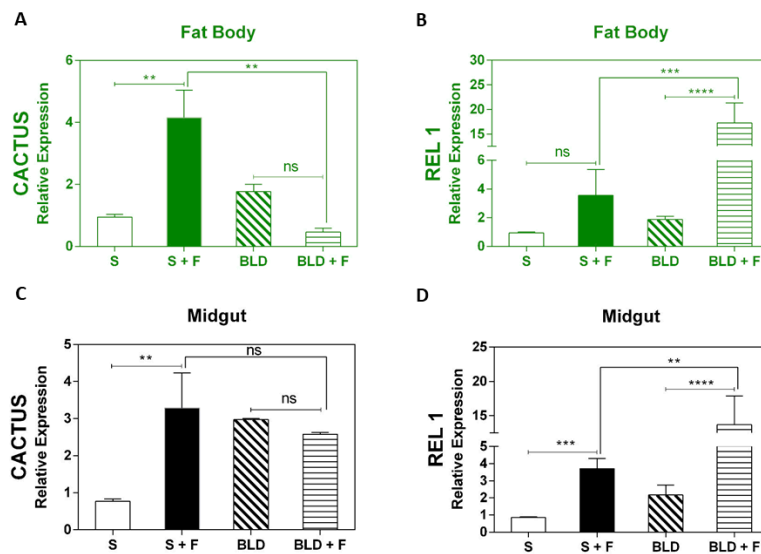 A
Fat Body
CACTUS
Relative Expression
6
4
2
0
**
**
ns
S
S + F
BLD
BLD + F
B
Fat Body
REL 1
Relative Expression
30
25
20
15
10
6
4
2
0
ns
***
****
S
S + F
BLD
BLD + F
C
Midgut
CACTUS
Relative Expression
5
4
3
2
1
0
**
ns
ns
S
S + F
BLD
BLD + F
D
Midgut
REL 1
Relative Expression
25
20
15
10
5
4
3
2
1
0
***
**
****
S
S + F
BLD
BLD + F